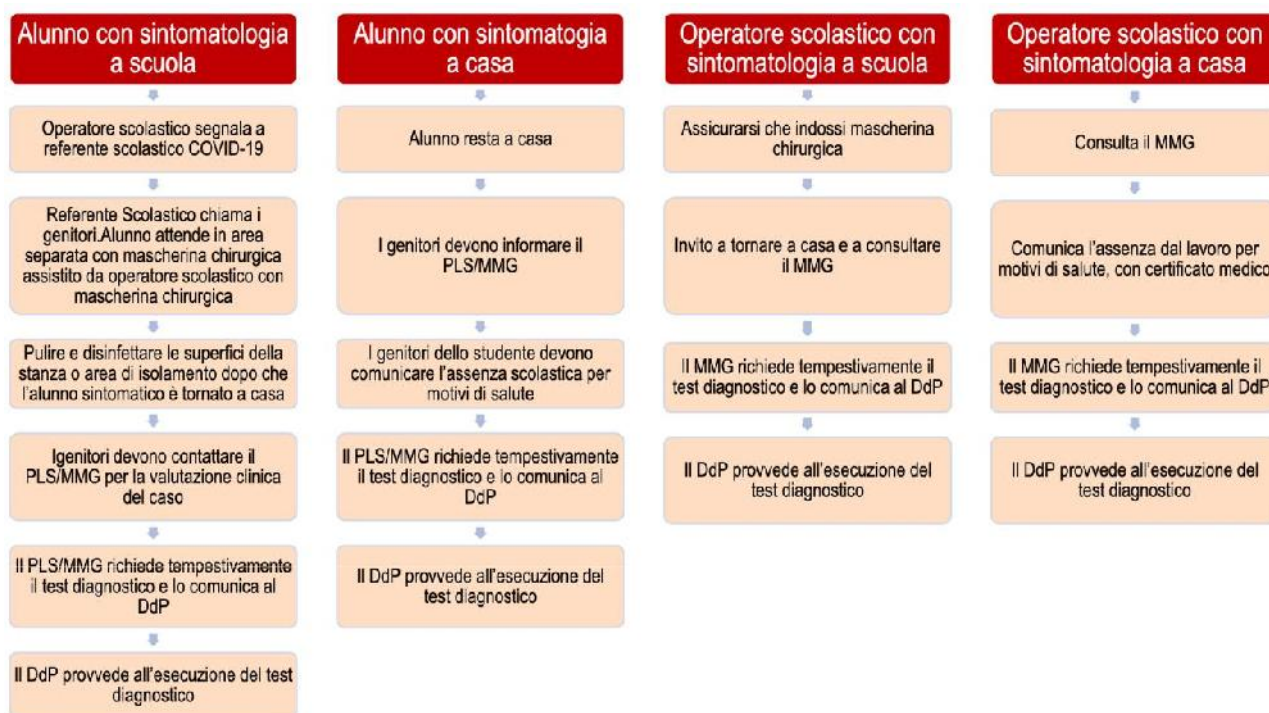 Alunno con sintomatologia
a scuola
Operatore scolastico segnala a
referente scolastico COVID-19
Referente Scolastico chiama i
genitori.Alunno attende in area
separata con mascherina chirurgica
assistito da operatore scolastico con
mascherina chirurgica
Pulire e disinfettare le superfici della
stanza o area di isolamento dopo che
l'alunno sintomatico è tornato a casa
Igenitori devono contattare il
PLS/MMG per la valutazione clinica
del caso
Il PLS/MMG richiede tempestivamente
il test diagnostico e lo comunica al
DdP
Il DdP provvede all'esecuzione del test
diagnostico
Alunno con sintomatogia
a casa
Alunno resta a casa
I genitori devono informare il
PLS/MMG
I genitori dello studente devono
comunicare l'assenza scolastica per
motivi di salute
Il PLS/MMG richiede tempestivamente
il test diagnostico e lo comunica al
DdP
Il DdP provvede all'esecuzione del
test diagnostico
Operatore scolastico con
sintomatologia a scuola
Assicurarsi che indossi mascherina
chirurgica
Invito a tornare a casa e a consultare
il MMG
Il MMG richiede tempestivamente il
test diagnostico e lo comunica al DdP
Il DdP provvede all'esecuzione del
test diagnostico
Operatore scolastico con
sintomatologia a casa
Consulta il MMG
Comunica l'assenza dal lavoro per
motivi di salute, con certificato medico
Il MMG richiede tempestivamente il
test diagnostico e lo comunica al DdP
Il DdP provvede all'esecuzione del
test diagnostico